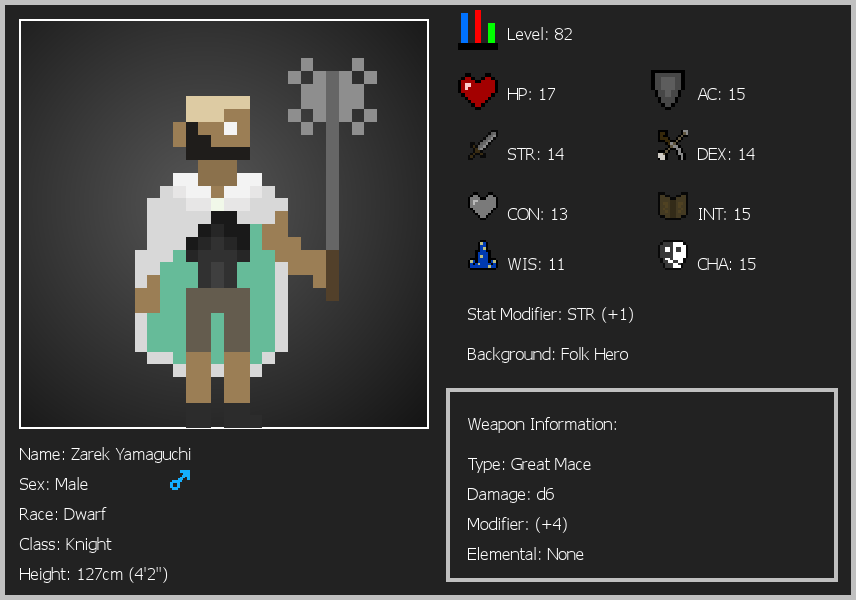 Level: 82
HP: 17
AC: 15
STR: 14
DEX: 14
CON: 13
INT: 15
WIS: 11
CHA: 15
Stat Modifier: STR (+1)
Background: Folk Hero
Weapon Information:
Type: Great Mace
Damage: d6
Modifier: (+4)
Elemental: None
Name: Zarek Yamaguchi
Sex: Male
Race: Dwarf
Class: Knight
Height: 127cm (4'2")